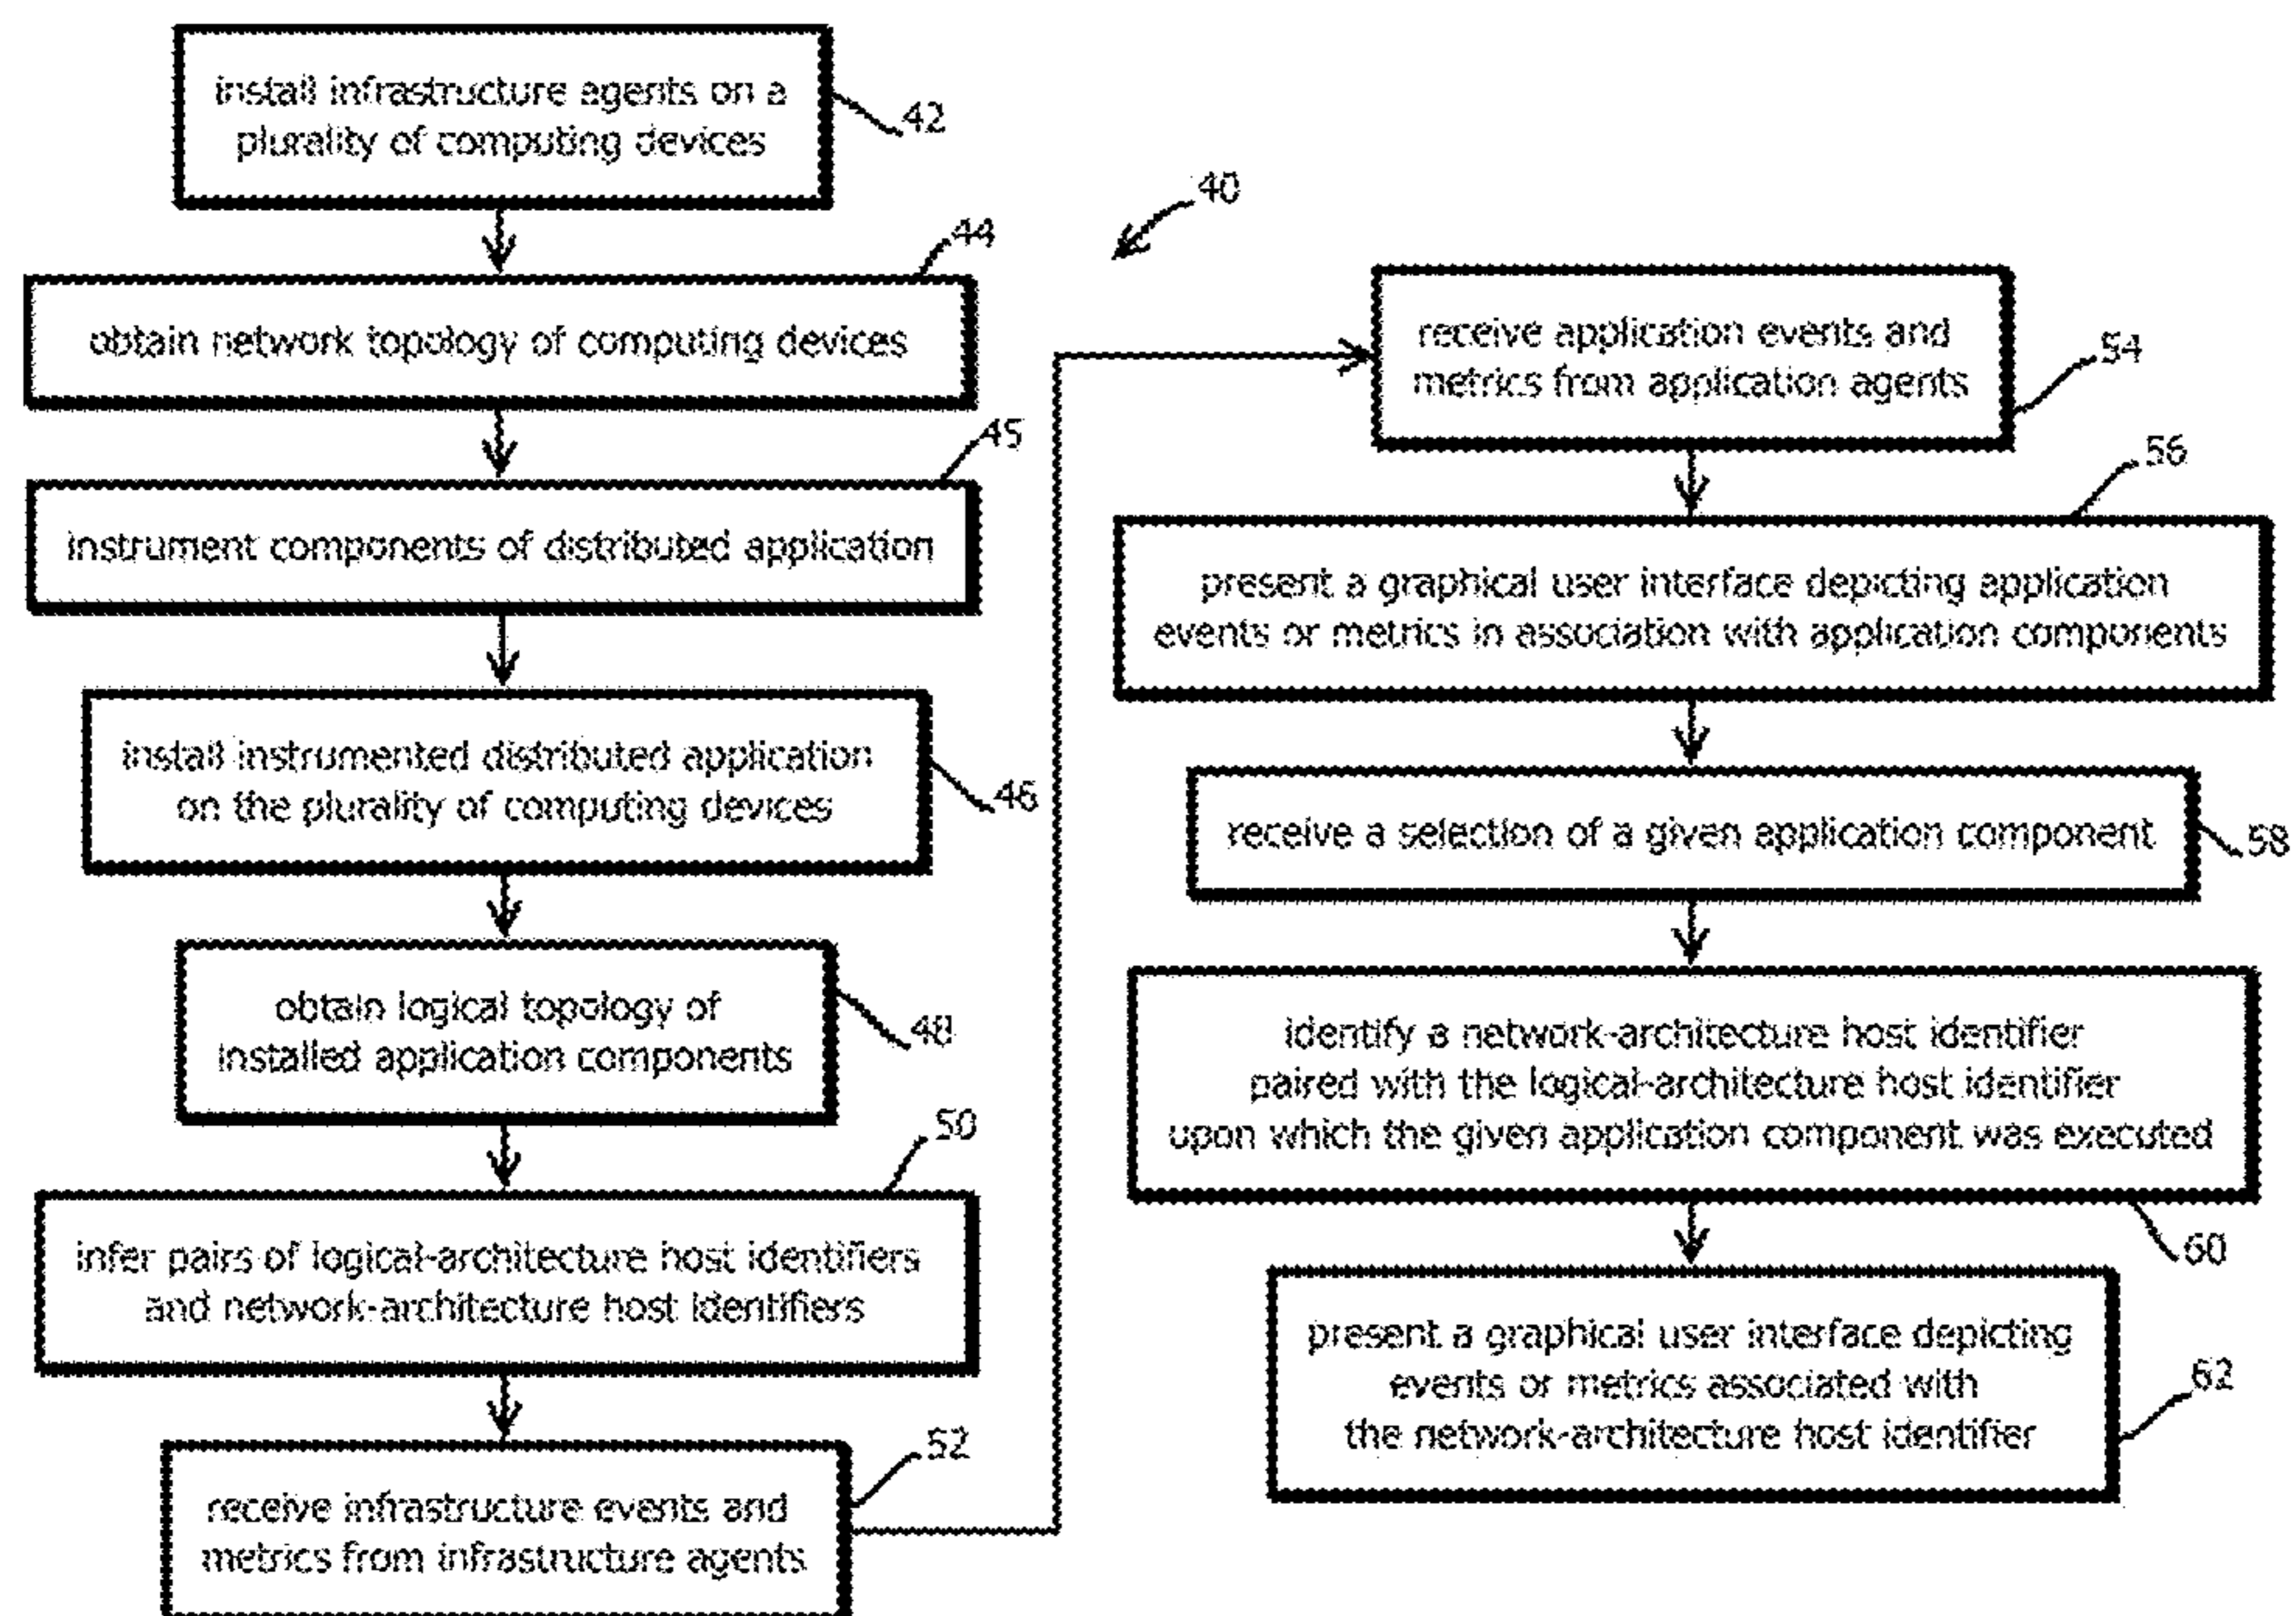 install infrastructure agents on a
plurality of computing devices
42
44
obtain network topology of computing devices
45
instrument components of distributed application
install instrumented distributed application
on the plurality of computing devices
46
obtain logical topology of
installed application components
48
50
infer pairs of logical-architecture host identifiers
and network-architecture host identifiers
52
receive infrastructure events and
metrics from infrastructure agents
40
receive application events and
metrics from application agents
54
56
present a graphical user interface depicting application
events or metrics in association with application components
receive a selection of a given application component
58
identify a network-architecture host identifier
paired with the logical-architecture host identifier
upon which the given application component was executed
60
present a graphical user interface depicting
events or metrics associated with
the network-architecture host identifier
62